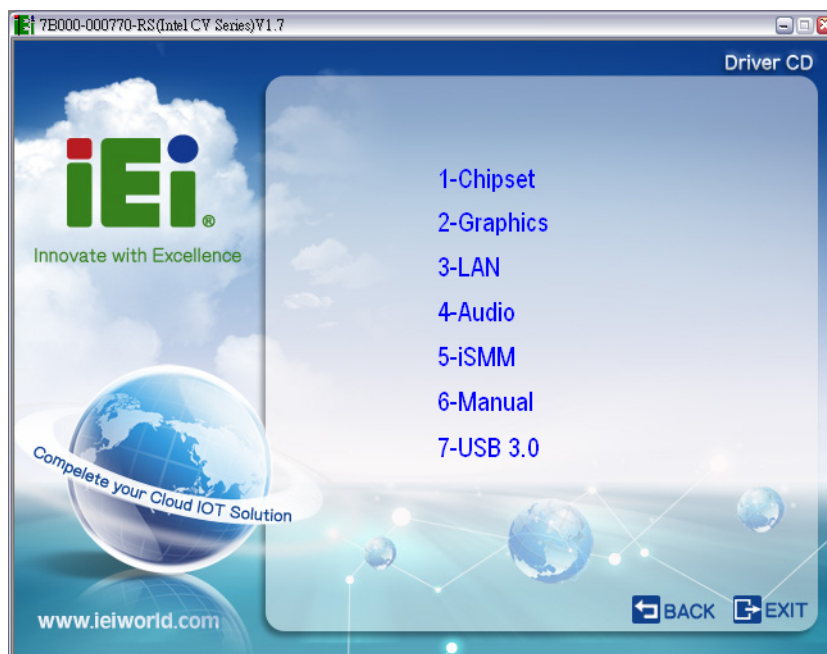 7B000-000770-RS(Intel CV Series)V1.7
Driver CD
iEi®
Innovate with Excellence
1-Chipset
2-Graphics
3-LAN
4-Audio
5-iSMM
6-Manual
7-USB 3.0
Compelete your Cloud IOT Solution
www.ieiworld.com
BACK
EXIT